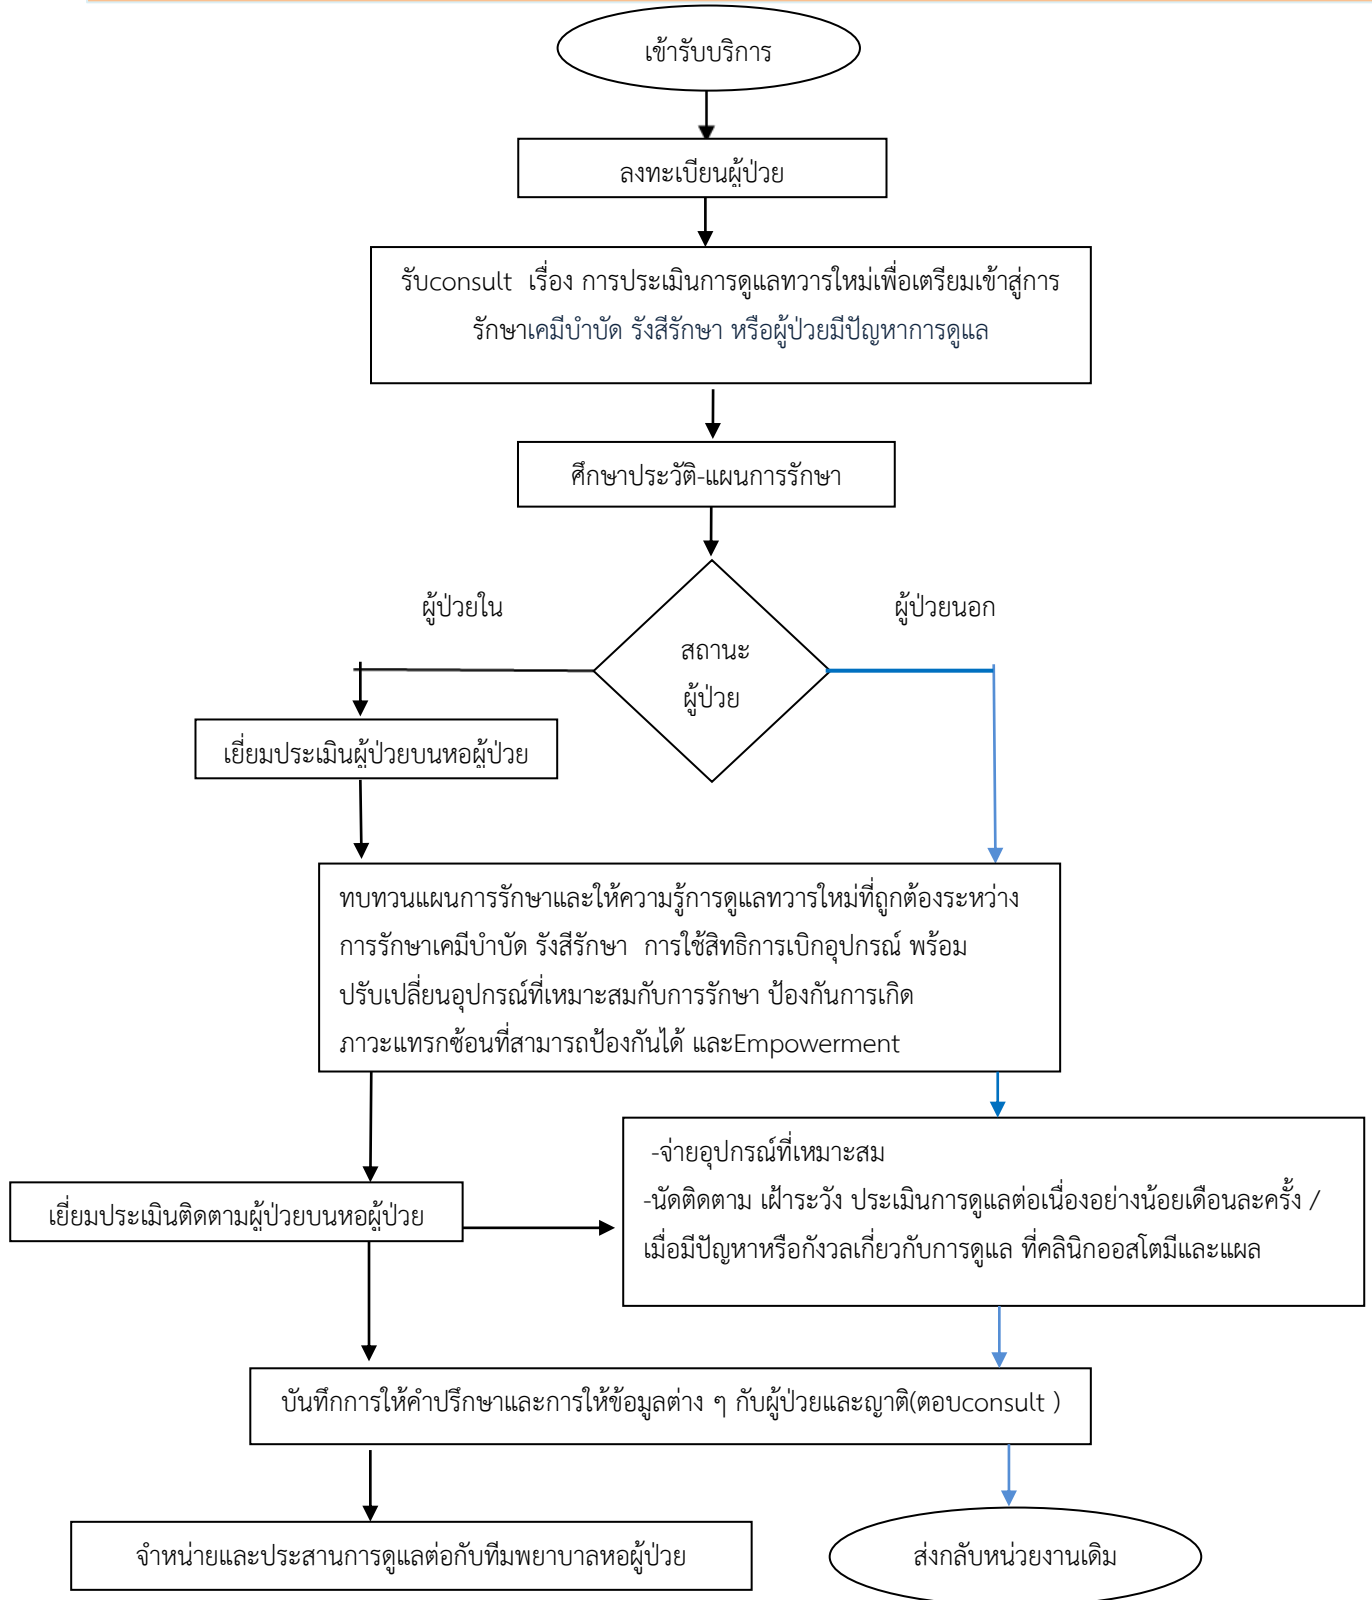 เข้ารับบริการ
ลงทะเบียนผู้ป่วย
รับconsult เรื่อง การประเมินการดูแลทวารใหม่เพื่อเตรียมเข้าสู่การ
รักษาเคมีบำบัด รังสีรักษา หรือผู้ป่วยมีปัญหาการดูแล
ศึกษาประวัติ-แผนการรักษา
ผู้ป่วยใน
ผู้ป่วยนอก
สถานะ
ผู้ป่วย
เยี่ยมประเมินผู้ป่วยบนหอผู้ป่วย
ทบทวนแผนการรักษาและให้ความรู้การดูแลทวารใหม่ที่ถูกต้องระหว่าง
การรักษาเคมีบำบัด รังสีรักษา การใช้สิทธิการเบิกอุปกรณ์ พร้อม
ปรับเปลี่ยนอุปกรณ์ที่เหมาะสมกับการรักษา ป้องกันการเกิด
ภาวะแทรกซ้อนที่สามารถป้องกันได้ และEmpowerment
-จ่ายอุปกรณ์ที่เหมาะสม
-นัดติดตาม เฝ้าระวัง ประเมินการดูแลต่อเนื่องอย่างน้อยเดือนละครั้ง /
เมื่อมีปัญหาหรือกังวลเกี่ยวกับการดูแล ที่คลินิกออสโตมีและแผล
เยี่ยมประเมินติดตามผู้ป่วยบนหอผู้ป่วย
บันทึกการให้คำปรึกษาและการให้ข้อมูลต่าง ๆ กับผู้ป่วยและญาติ(ตอบconsult )
จำหน่ายและประสานการดูแลต่อกับทีมพยาบาลหอผู้ป่วย
ส่งกลับหน่วยงานเดิม